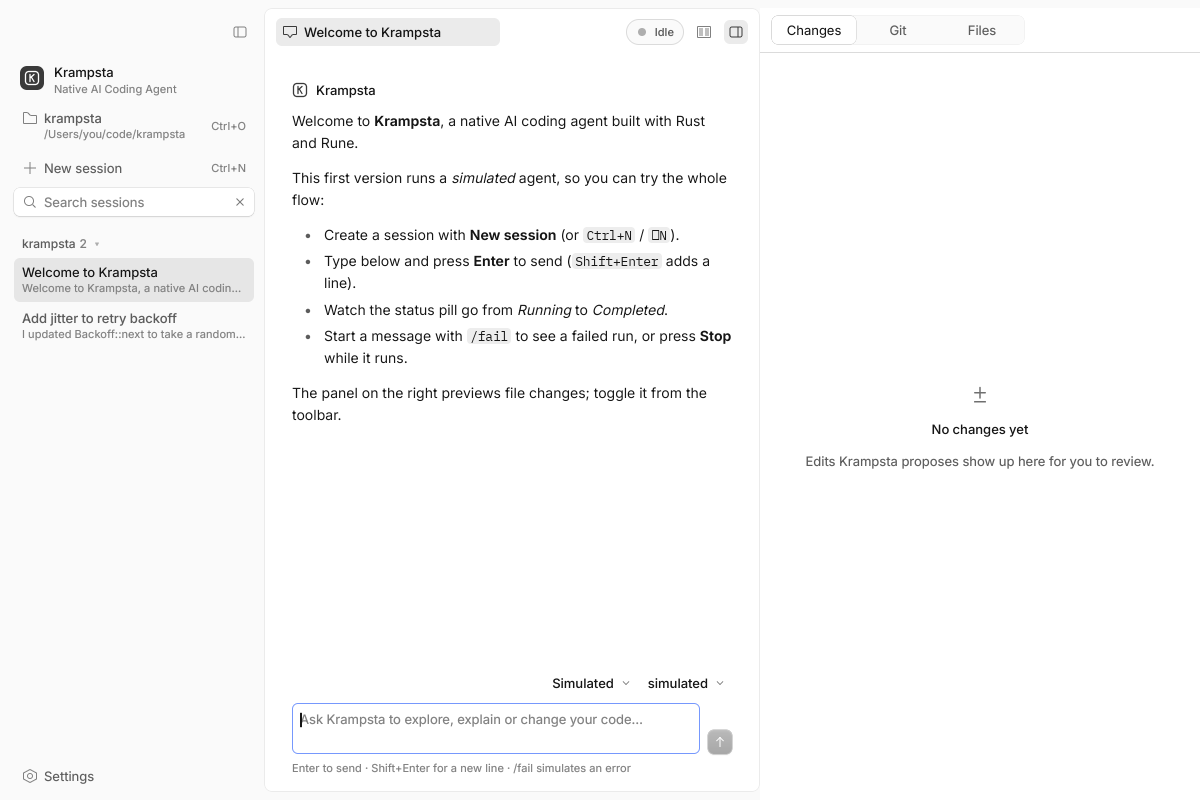 Krampsta
Native AI Coding Agent
krampsta
/Users/you/code/krampsta
Ctrl+O
New session
Ctrl+N
Search sessions
krampsta 2
Welcome to Krampsta
Welcome to Krampsta, a native AI codin...
Add jitter to retry backoff
I updated Backoff::next to take a random...
Settings
Welcome to Krampsta
Idle
Krampsta
Welcome to Krampsta, a native AI coding agent built with Rust
and Rune.
This first version runs a simulated agent, so you can try the whole
flow:
• Create a session with New session (or Ctrl+N / N).
• Type below and press Enter to send ( Shift+Enter adds a
line).
• Watch the status pill go from Running to Completed.
• Start a message with /fail to see a failed run, or press Stop
while it runs.
The panel on the right previews file changes; toggle it from the
toolbar.
Simulated
simulated
Ask Krampsta to explore, explain or change your code...
Enter to send · Shift+Enter for a new line · /fail simulates an error
Changes
Git
Files
No changes yet
Edits Krampsta proposes show up here for you to review.